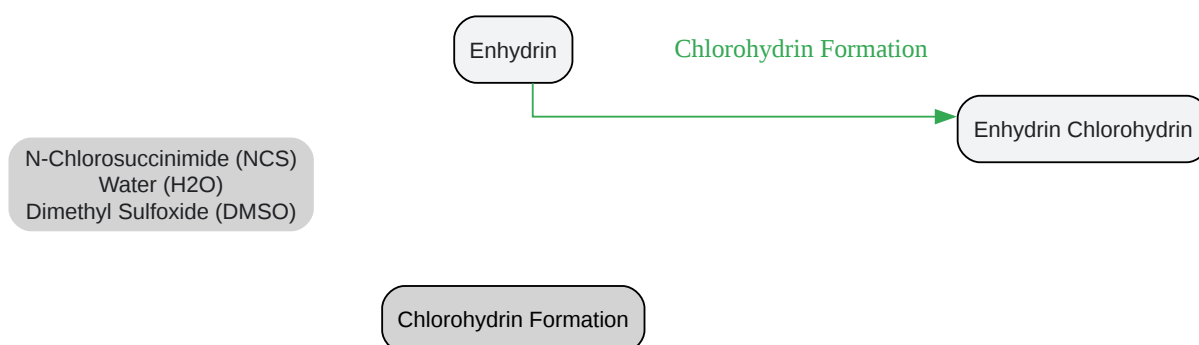 Enhydrin
Chlorohydrin Formation
Enhydrin Chlorohydrin
N-Chlorosuccinimide (NCS)
Water (H2O)
Dimethyl Sulfoxide (DMSO)
Chlorohydrin Formation